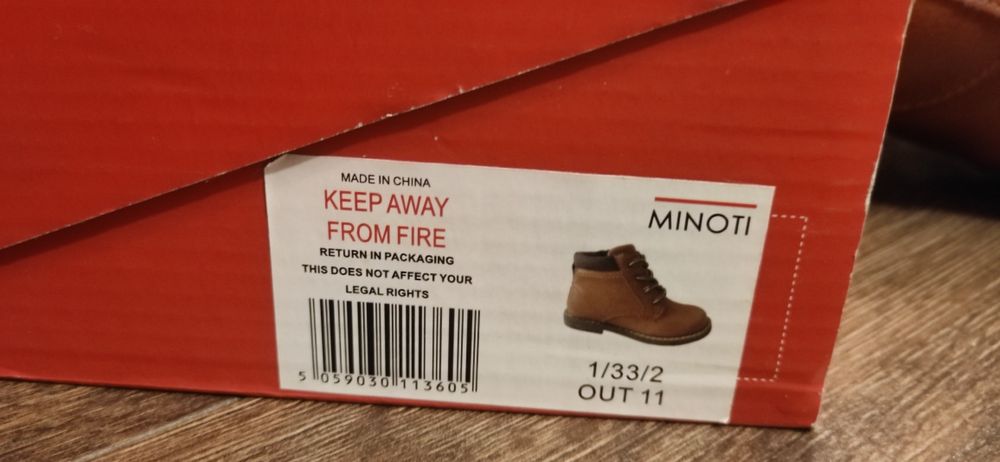 MADE IN CHINA
KEEP AWAY
FROM FIRE
RETURN IN PACKAGING
THIS DOES NOT AFFECT YOUR
LEGAL RIGHTS
5 059030 113605
MINOTI
1/33/2
OUT 11